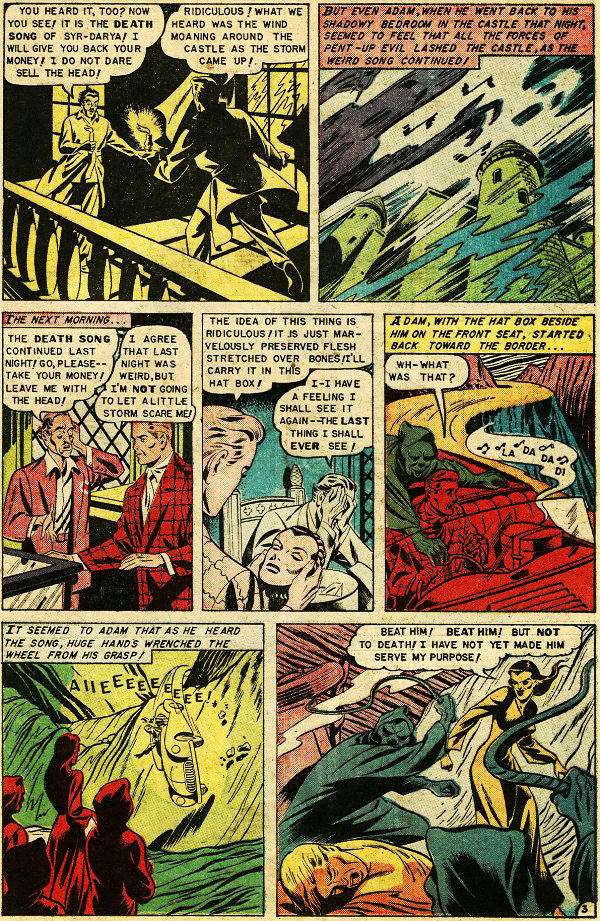 YOU HEARD IT, TOO? NOW
YOU SEE! IT IS THE DEATH
SONG OF SYR-DARYA! I
WILL GIVE YOU BACK YOUR
MONEY! I DO NOT DARE
SELL THE HEAD!
RIDICULOUS! WHAT WE
HEARD WAS THE WIND
MOANING AROUND THE
CASTLE AS THE STORM
CAME UP!
BUT EVEN ADAM, WHEN HE WENT BACK TO HIS
SHADOWY BEDROOM IN THE CASTLE THAT NIGHT,
SEEMED TO FEEL THAT ALL THE FORCES OF
PENT-UP EVIL LASHED THE CASTLE, AS THE
WEIRD SONG CONTINUED!
THE NEXT MORNING...
THE DEATH SONG
CONTINUED LAST
NIGHT! GO, PLEASE--
TAKE YOUR MONEY!
LEAVE ME WITH
THE HEAD!
I AGREE
THAT LAST
NIGHT WAS
WEIRD, BUT
I'M NOT GOING
TO LET A LITTLE
STORM SCARE ME!
THE IDEA OF THIS THING IS
RIDICULOUS! IT IS JUST MAR-
VELOUSLY PRESERVED FLESH
STRETCHED OVER BONES! I'LL
CARRY IT IN THIS
HAT BOX!
I-I HAVE
A FEELING I
SHALL SEE IT
AGAIN--THE LAST
THING I SHALL
EVER SEE!
ADAM, WITH THE HAT BOX BESIDE
HIM ON THE FRONT SEAT, STARTED
BACK TOWARD THE BORDER...
WH-WHAT
WAS THAT?
LA DA DA
DI
IT SEEMED TO ADAM THAT AS HE HEARD
THE SONG, HUGE HANDS WRENCHED THE
WHEEL FROM HIS GRASP!
AIIEEEEEEEE!
BEAT HIM! BEAT HIM! BUT NOT
TO DEATH! I HAVE NOT YET MADE HIM
SERVE MY PURPOSE!
3